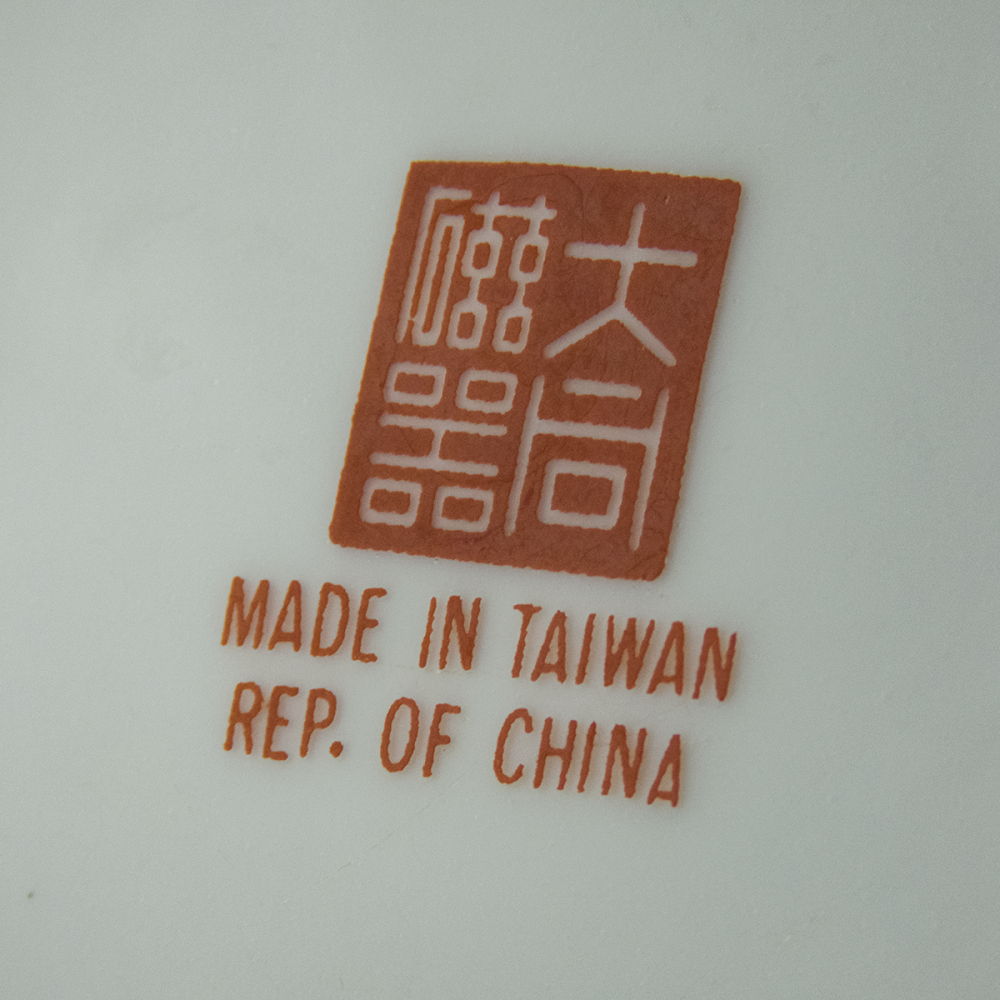 大同
磁器
MADE IN TAIWAN
REP. OF CHINA